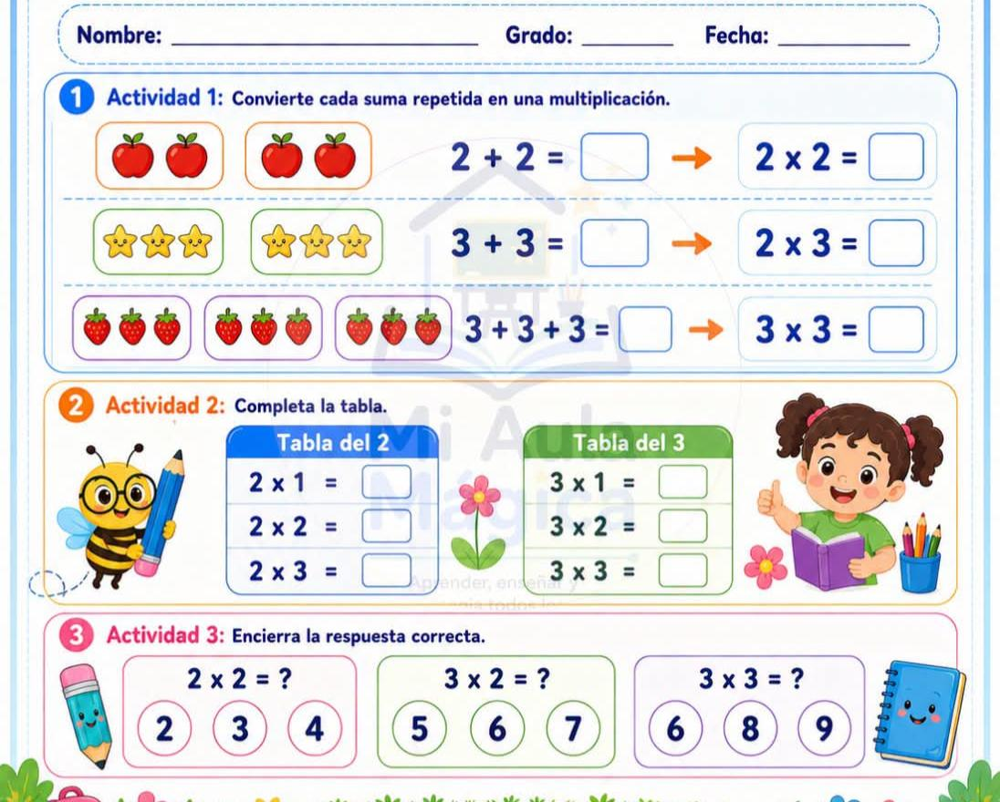 Nombre: Grado: Fecha:
1 Actividad 1: Convierte cada suma repetida en una multiplicación.
2 + 2 = → 2 x 2 =
3 + 3 = → 2 x 3 =
3 + 3 + 3 = → 3 x 3 =
2 Actividad 2: Completa la tabla.
Tabla del 2
2 x 1 =
2 x 2 =
2 x 3 =
Tabla del 3
3 x 1 =
3 x 2 =
3 x 3 =
Mi Aula
Mágica
Aprender, enseñar y
todos
3 Actividad 3: Encierra la respuesta correcta.
2 x 2 = ?
2 3 4
3 x 2 = ?
5 6 7
3 x 3 = ?
6 8 9